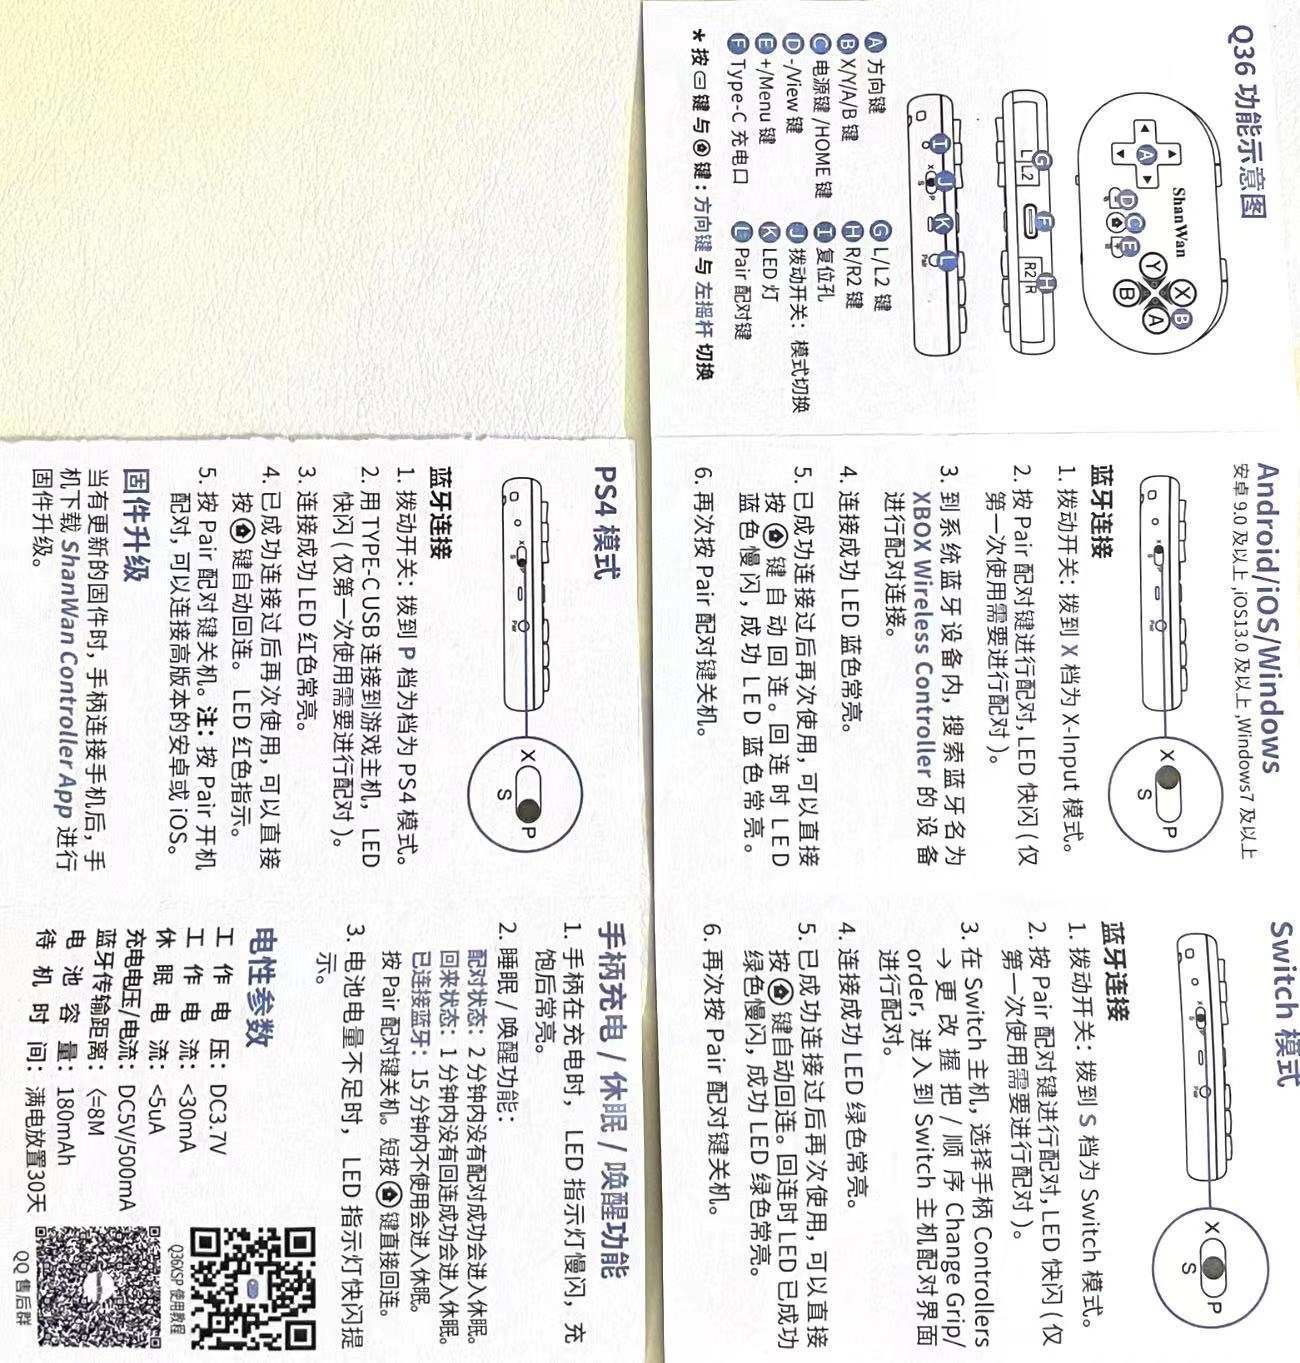 Q36 功能示意图
ShanWan
X
B
Y
A
A
B
D
C
E
G
F
H
L
L2
R2
R
I
J
K
L
X
P
S
Pair
A 方向键
B X/Y/A/B 键
C 电源键 /HOME 键
D -/View 键
E +/Menu 键
F Type-C 充电口
G L/L2 键
H R/R2 键
I 复位孔
J 拨动开关：模式切换
K LED 灯
L Pair 配对键
* 按 键 与 键 : 方向键 与 左摇杆 切换
Android/iOS/Windows
安卓 9.0 及以上 ,iOS13.0 及以上 ,Windows7 及以上
X
P
S
Pair
X
P
S
蓝牙连接
1. 拨动开关：拨到 X 档为 X-Input 模式。
2. 按 Pair 配对键进行配对，LED 快闪 ( 仅
第一次使用需要进行配对 )。
3. 到系统蓝牙设备内，搜索蓝牙名为
XBOX Wireless Controller 的 设 备
进行配对连接。
4. 连接成功 LED 蓝色常亮。
5. 已成功连接过后再次使用，可以直接
按 键 自 动 回 连。回 连 时 LED
蓝 色 慢 闪，成 功 LED 蓝 色 常 亮。
6. 再次按 Pair 配对键关机。
Switch 模式
X
P
S
Pair
X
P
S
蓝牙连接
1. 拨动开关：拨到 S 档为 Switch 模式。
2. 按 Pair 配对键进行配对，LED 快闪 ( 仅
第一次使用需要进行配对 )。
3. 在 Switch 主机，选择手柄 Controllers
→ 更 改 握 把 / 顺 序 Change Grip/
order，进入到 Switch 主机配对界面
进行配对。
4. 连接成功 LED 绿色常亮。
5. 已成功连接过后再次使用，可以直接
按 键自动回连。回连时 LED 已成功
绿色慢闪，成功 LED 绿色常亮。
6. 再次按 Pair 配对键关机。
PS4 模式
X
P
S
Pair
X
P
S
蓝牙连接
1. 拨动开关：拨到 P 档为档为 PS4 模式。
2. 用 TYPE-C USB 连接到游戏主机， LED
快闪 ( 仅第一次使用需要进行配对 )。
3. 连接成功 LED 红色常亮。
4. 已成功连接过后再次使用，可以直接
按 键自动回连。 LED 红色指示。
5. 按 Pair 配对键关机。注：按 Pair 开机
配对，可以连接高版本的安卓或 iOS。
固件升级
当有更新的固件时，手柄连接手机后，手
机下载 ShanWan Controller App 进行
固件升级。
手柄充电 / 休眠 / 唤醒功能
1. 手柄在充电时， LED 指示灯慢闪，充
饱后常亮。
2. 睡眠 / 唤醒功能：
配对状态：2 分钟内没有配对成功会进入休眠。
回来状态：1 分钟内没有回连成功会进入休眠。
已连接蓝牙：15 分钟内不使用会进入休眠。
按 Pair 配对键关机。短按 键直接回连。
3. 电池电量不足时， LED 指示灯快闪提
示。
电性参数
工 作 电 压：DC3.7V
工 作 电 流：<30mA
休 眠 电 流：<5uA
充电电压/电流：DC5V/500mA
蓝牙传输距离：〈=8M
电 池 容 量：180mAh
待 机 时 间：满电放置30天
Q36XSP 使用教程
ShanWan
QQ 售后群